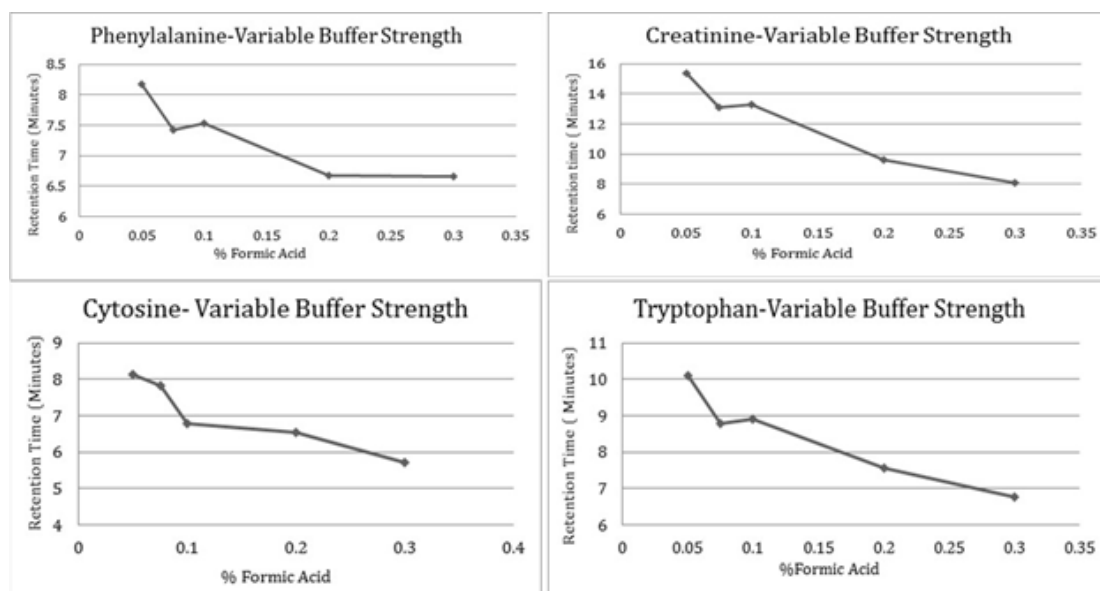 Phenylalanine-Variable Buffer Strength
Retention Time (Minutes)
8.5
8
7.5
7
6.5
6
0 0.05 0.1 0.15 0.2 0.25 0.3 0.35
% Formic Acid
Creatinine-Variable Buffer Strength
Retention time ( Minutes)
16
14
12
10
8
6
0 0.05 0.1 0.15 0.2 0.25 0.3 0.35
% Formic Acid
Cytosine- Variable Buffer Strength
Retention Time ( Minutes)
9
8
7
6
5
4
0 0.1 0.2 0.3 0.4
% Formic Acid
Tryptophan-Variable Buffer Strength
Retention Time ( Minutes)
11
10
9
8
7
6
0 0.05 0.1 0.15 0.2 0.25 0.3 0.35
%Formic Acid